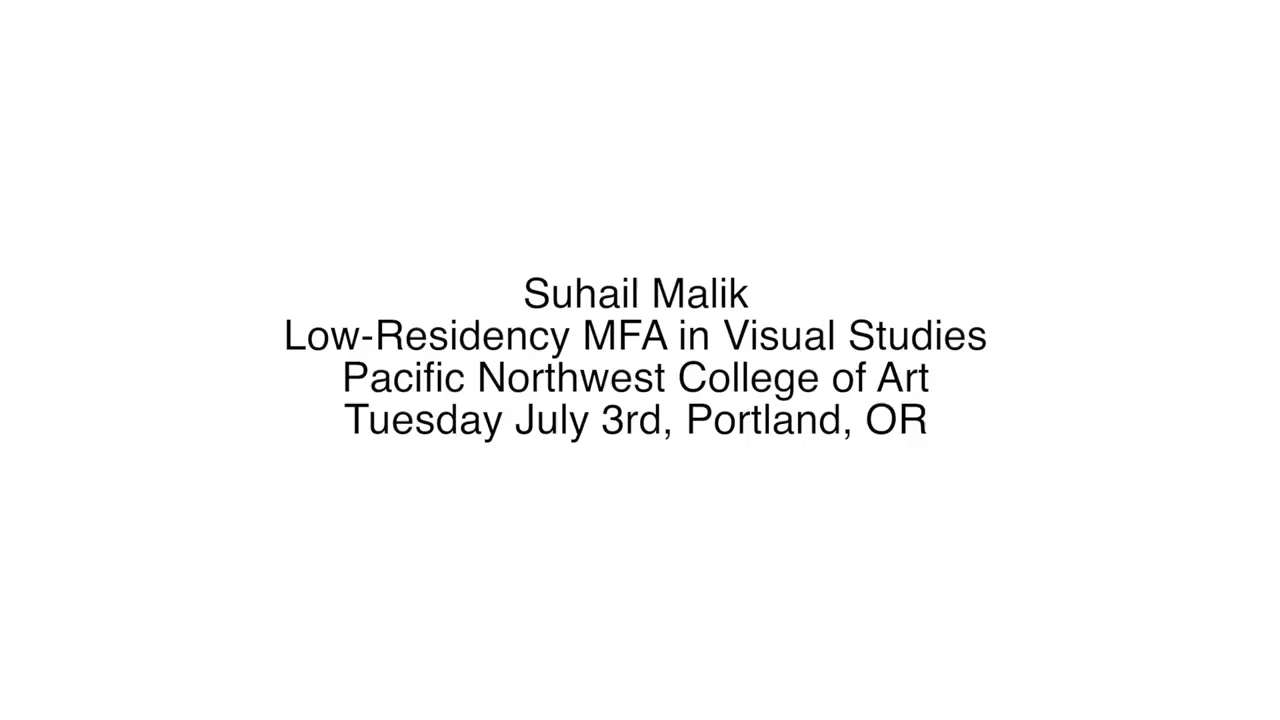 Suhail Malik
Low-Residency MFA in Visual Studies
Pacific Northwest College of Art
Tuesday July 3rd, Portland, OR